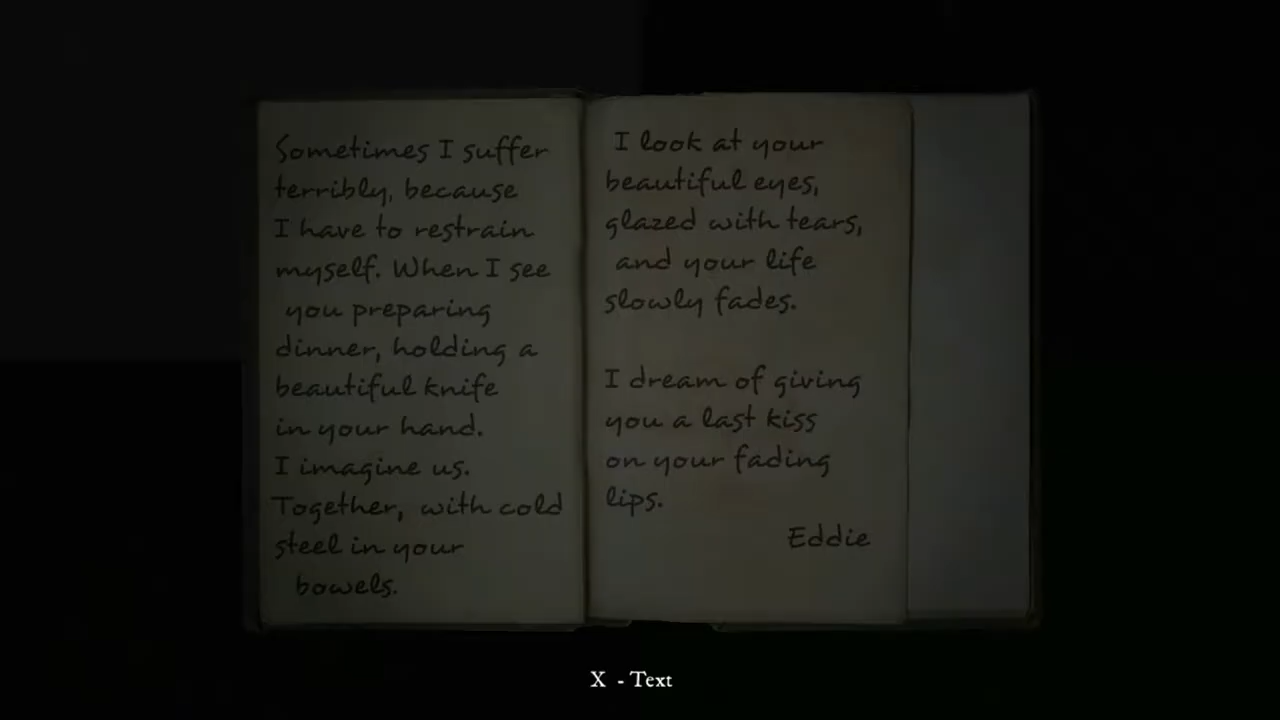 Sometimes I suffer
terribly, because
I have to restrain
myself. When I see
you preparing
dinner, holding a
beautiful knife
in your hand.
I imagine us.
Together, with cold
steel in your
bowels.
I look at your
beautiful eyes,
glazed with tears,
and your life
slowly fades.
I dream of giving
you a last kiss
on your fading
lips.
Eddie
X - Text